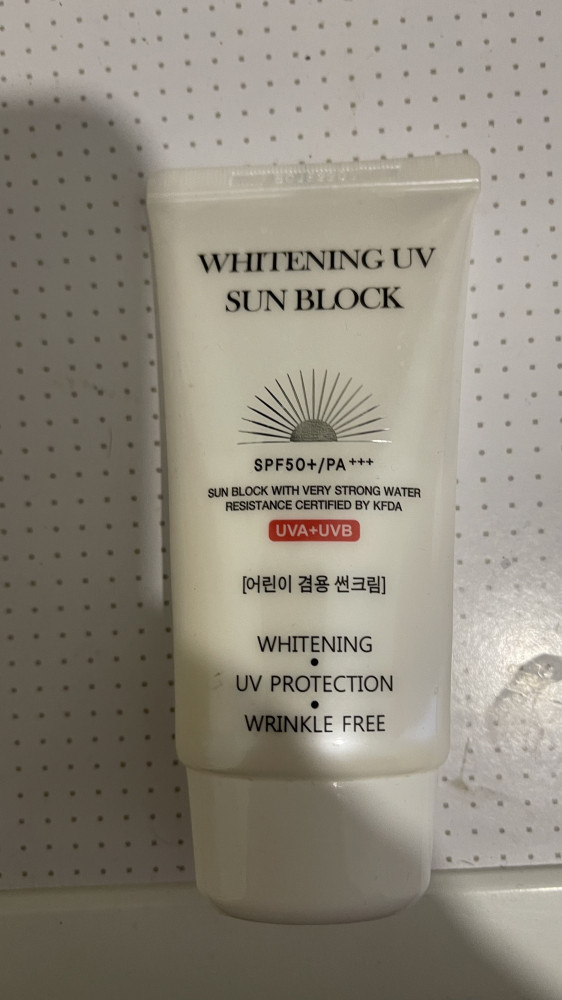 WHITENING UV
SUN BLOCK
SPF50+/PA+++
SUN BLOCK WITH VERY STRONG WATER
RESISTANCE CERTIFIED BY KFDA
UVA+UVB
[어린이 겸용 썬크림]
WHITENING
•
UV PROTECTION
•
WRINKLE FREE